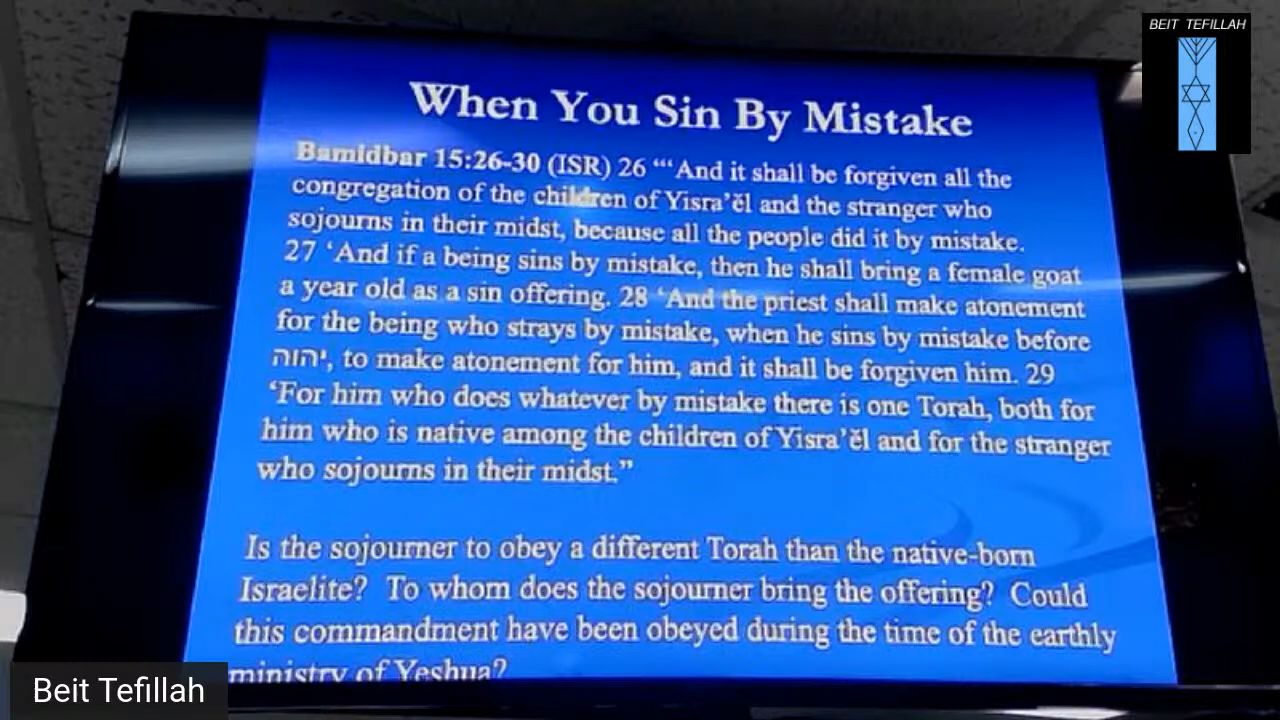 BEIT TEFILLAH
When You Sin By Mistake
Bamidbar 15:26-30 (ISR) 26 “‘And it shall be forgiven all the
congregation of the children of Yisra’ĕl and the stranger who
sojourns in their midst, because all the people did it by mistake.
27 ‘And if a being sins by mistake, then he shall bring a female goat
a year old as a sin offering. 28 ‘And the priest shall make atonement
for the being who strays by mistake, when he sins by mistake before
יהוה, to make atonement for him, and it shall be forgiven him. 29
‘For him who does whatever by mistake there is one Torah, both for
him who is native among the children of Yisra’ĕl and for the stranger
who sojourns in their midst.”
Is the sojourner to obey a different Torah than the native-born
Israelite? To whom does the sojourner bring the offering? Could
this commandment have been obeyed during the time of the earthly
ministry of Yeshua?
Beit Tefillah